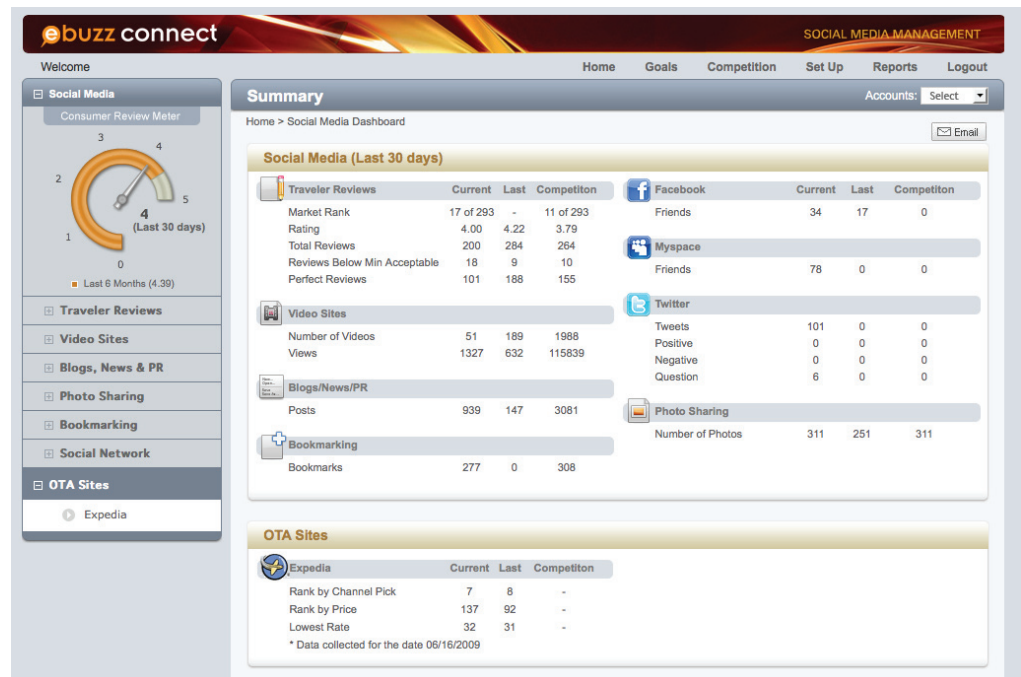 ebuzz connect
SOCIAL MEDIA MANAGEMENT
Welcome
Home Goals Competition Set Up Reports Logout
Social Media
Consumer Review Meter
3
4
2
5
4
(Last 30 days)
1
0
Last 6 Months (4.39)
Traveler Reviews
Video Sites
Blogs, News & PR
Photo Sharing
Bookmarking
Social Network
OTA Sites
Expedia
Summary
Accounts: Select
Home > Social Media Dashboard
Email
Social Media (Last 30 days)
Traveler Reviews Current Last Competiton
Market Rank 17 of 293 - 11 of 293
Rating 4.00 4.22 3.79
Total Reviews 200 284 264
Reviews Below Min Acceptable 18 9 10
Perfect Reviews 101 188 155
Video Sites
Number of Videos 51 189 1988
Views 1327 632 115839
Blogs/News/PR
Posts 939 147 3081
Bookmarking
Bookmarks 277 0 308
Facebook Current Last Competiton
Friends 34 17 0
Myspace
Friends 78 0 0
Twitter
Tweets 101 0 0
Positive 0 0 0
Negative 0 0 0
Question 6 0 0
Photo Sharing
Number of Photos 311 251 311
OTA Sites
Expedia Current Last Competiton
Rank by Channel Pick 7 8 -
Rank by Price 137 92 -
Lowest Rate 32 31 -
* Data collected for the date 06/16/2009